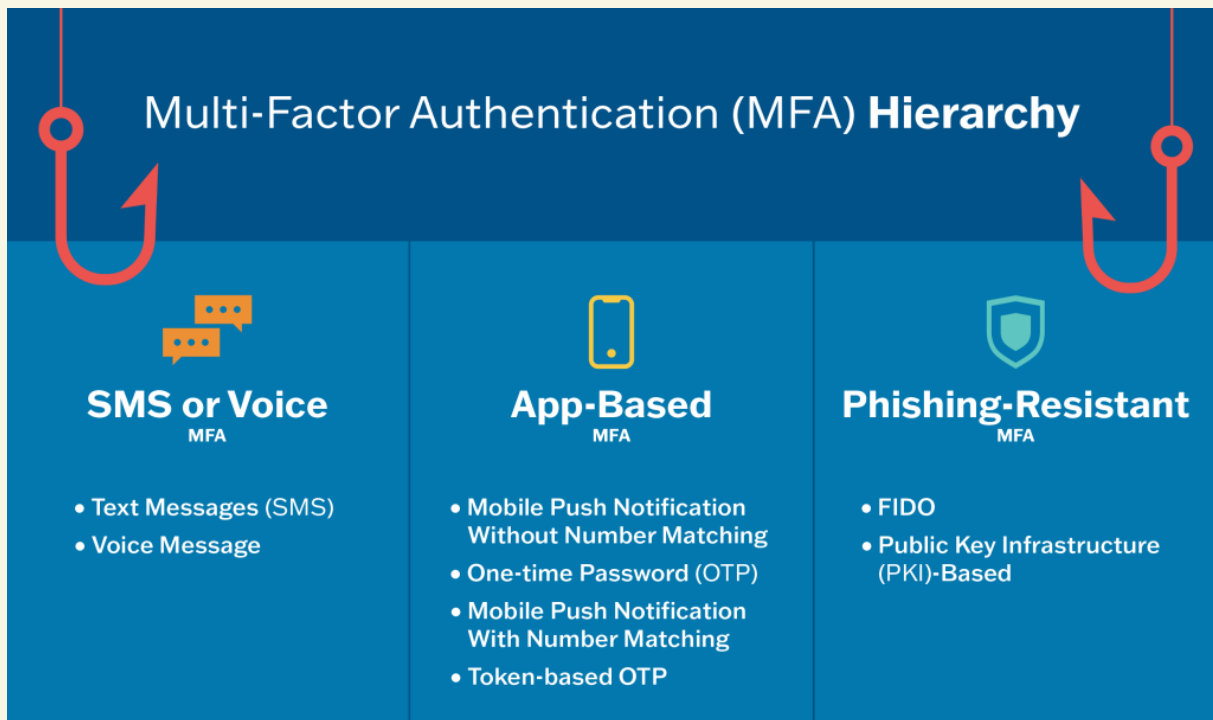 Multi-Factor Authentication (MFA) Hierarchy
SMS or Voice
MFA
• Text Messages (SMS)
• Voice Message
App-Based
MFA
• Mobile Push Notification
Without Number Matching
• One-time Password (OTP)
• Mobile Push Notification
With Number Matching
• Token-based OTP
Phishing-Resistant
MFA
• FIDO
• Public Key Infrastructure
(PKI)-Based